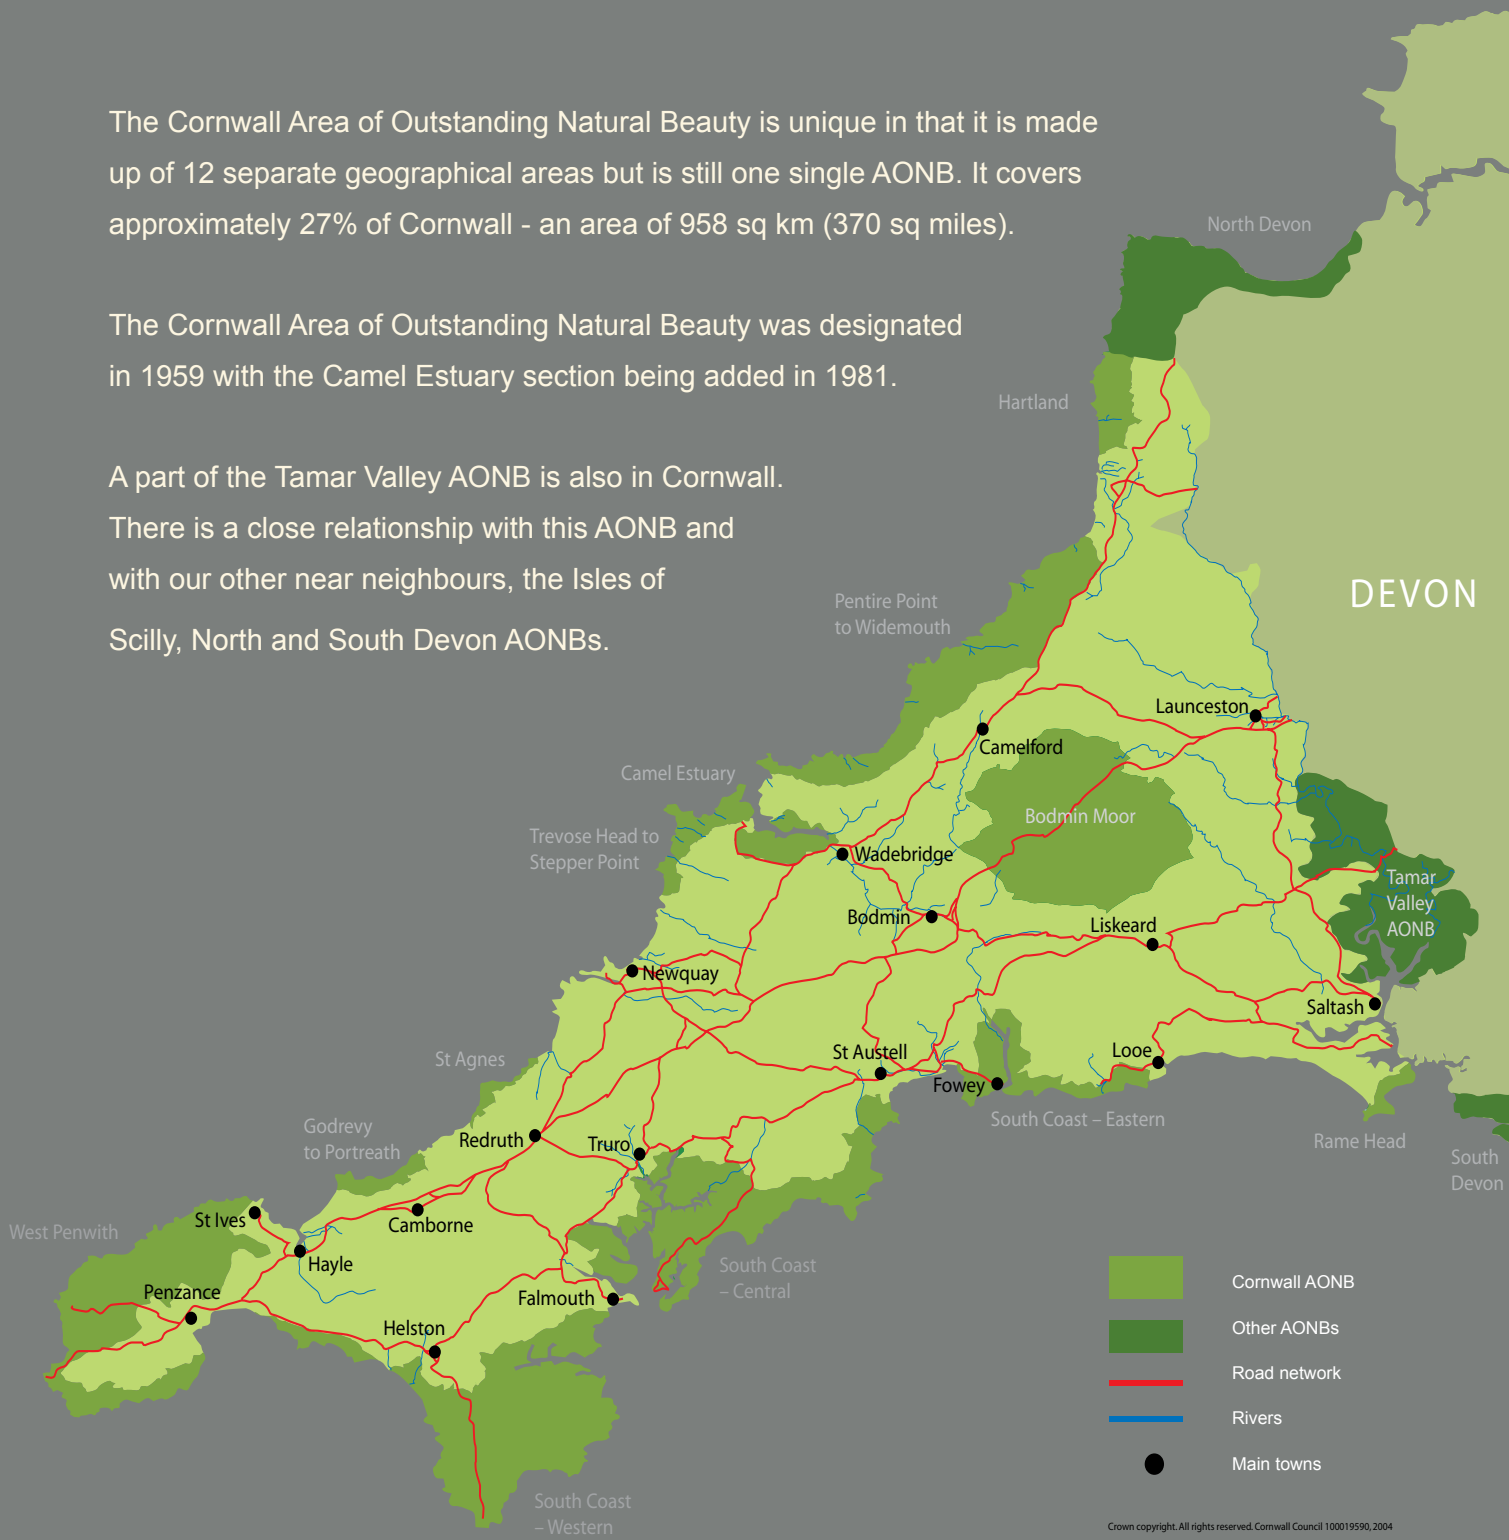 The Cornwall Area of Outstanding Natural Beauty is unique in that it is made
up of 12 separate geographical areas but is still one single AONB. It covers
approximately 27% of Cornwall - an area of 958 sq km (370 sq miles).
The Cornwall Area of Outstanding Natural Beauty was designated
in 1959 with the Camel Estuary section being added in 1981.
A part of the Tamar Valley AONB is also in Cornwall.
There is a close relationship with this AONB and
with our other near neighbours, the Isles of
Scilly, North and South Devon AONBs.
North Devon
Hartland
DEVON
Pentire Point
to Widemouth
Launceston
Camelford
Camel Estuary
Bodmin Moor
Trevose Head to
Stepper Point
Wadebridge
Tamar
Valley
AONB
Bodmin
Liskeard
Newquay
Saltash
St Agnes
St Austell
Looe
Fowey
South Coast – Eastern
Godrevy
to Portreath
Redruth
Truro
Rame Head
South
Devon
West Penwith
St Ives
Camborne
Hayle
South Coast
– Central
Penzance
Falmouth
Helston
South Coast
– Western
Cornwall AONB
Other AONBs
Road network
Rivers
Main towns
Crown copyright. All rights reserved. Cornwall Council 100019590, 2004